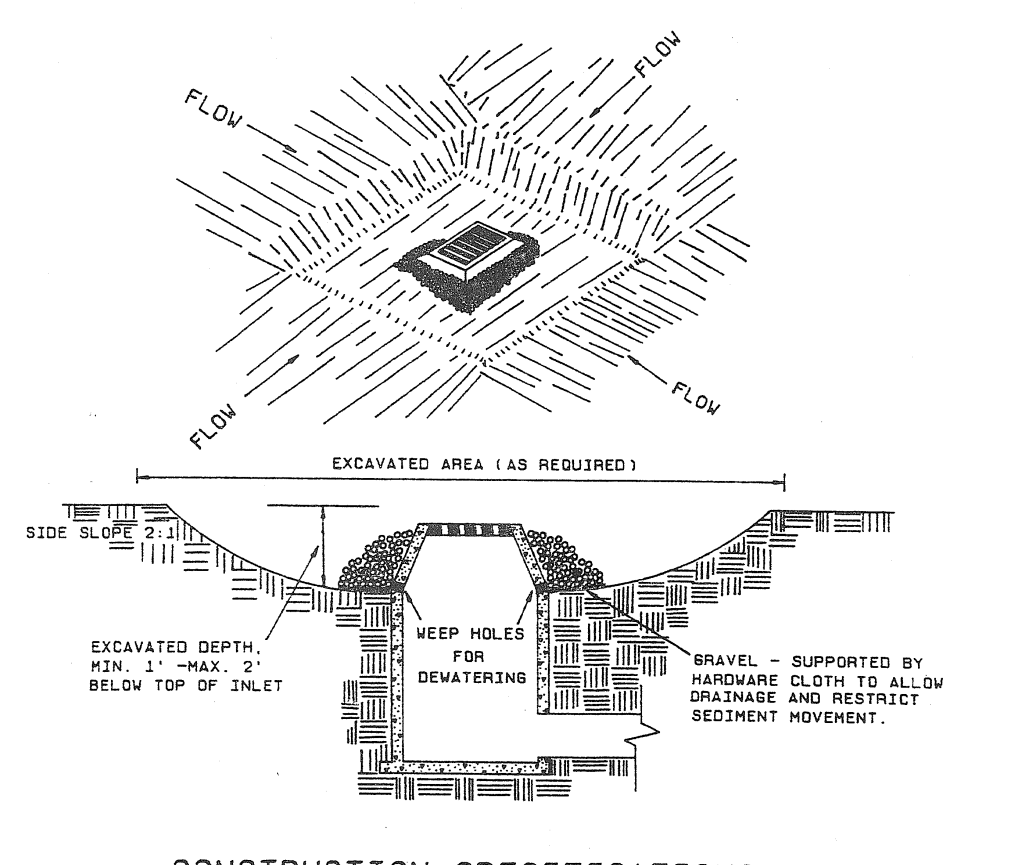 FLOW
FLOW
FLOW
FLOW
EXCAVATED AREA (AS REQUIRED)
SIDE SLOPE 2:1
EXCAVATED DEPTH,
MIN. 1' -MAX. 2'
BELOW TOP OF INLET
WEEP HOLES
FOR
DEWATERING
GRAVEL - SUPPORTED BY
HARDWARE CLOTH TO ALLOW
DRAINAGE AND RESTRICT
SEDIMENT MOVEMENT.